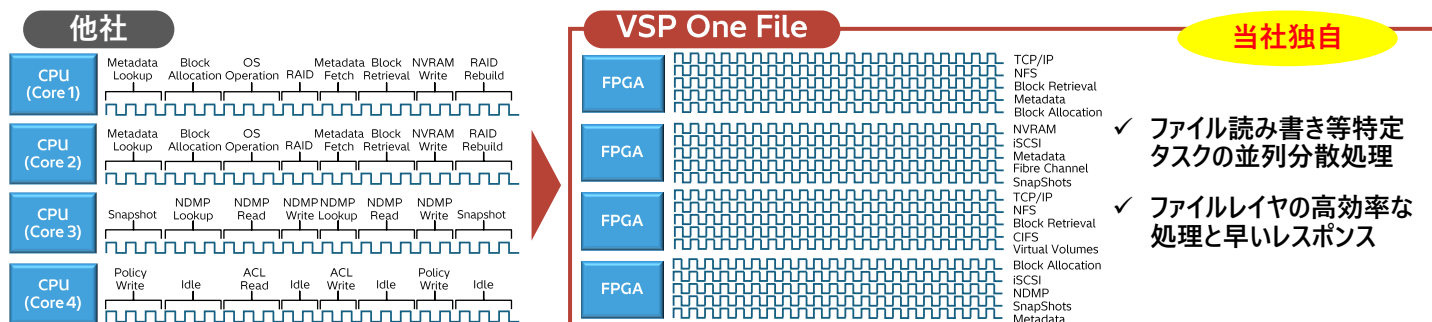 他社
CPU
(Core 1)
Metadata Lookup
Block Allocation
OS Operation
RAID
Metadata Fetch
Block Retrieval
NVRAM Write
RAID Rebuild
CPU
(Core 2)
Metadata Lookup
Block Allocation
OS Operation
RAID
Metadata Fetch
Block Retrieval
NVRAM Write
RAID Rebuild
CPU
(Core 3)
Snapshot
NDMP Lookup
NDMP Read
NDMP Write
NDMP Lookup
NDMP Read
NDMP Write
Snapshot
CPU
(Core 4)
Policy Write
Idle
ACL Read
Idle
ACL Write
Idle
Policy Write
Idle
VSP One File
FPGA
TCP/IP
NFS
Block Retrieval
Metadata
Block Allocation
FPGA
NVRAM
iSCSI
Metadata
Fibre Channel
SnapShots
FPGA
TCP/IP
NFS
Block Retrieval
CIFS
Virtual Volumes
FPGA
Block Allocation
iSCSI
NDMP
SnapShots
Metadata
当社独自
✓ ファイル読み書き等特定
タスクの並列分散処理
✓ ファイルレイヤの高効率な
処理と早いレスポンス